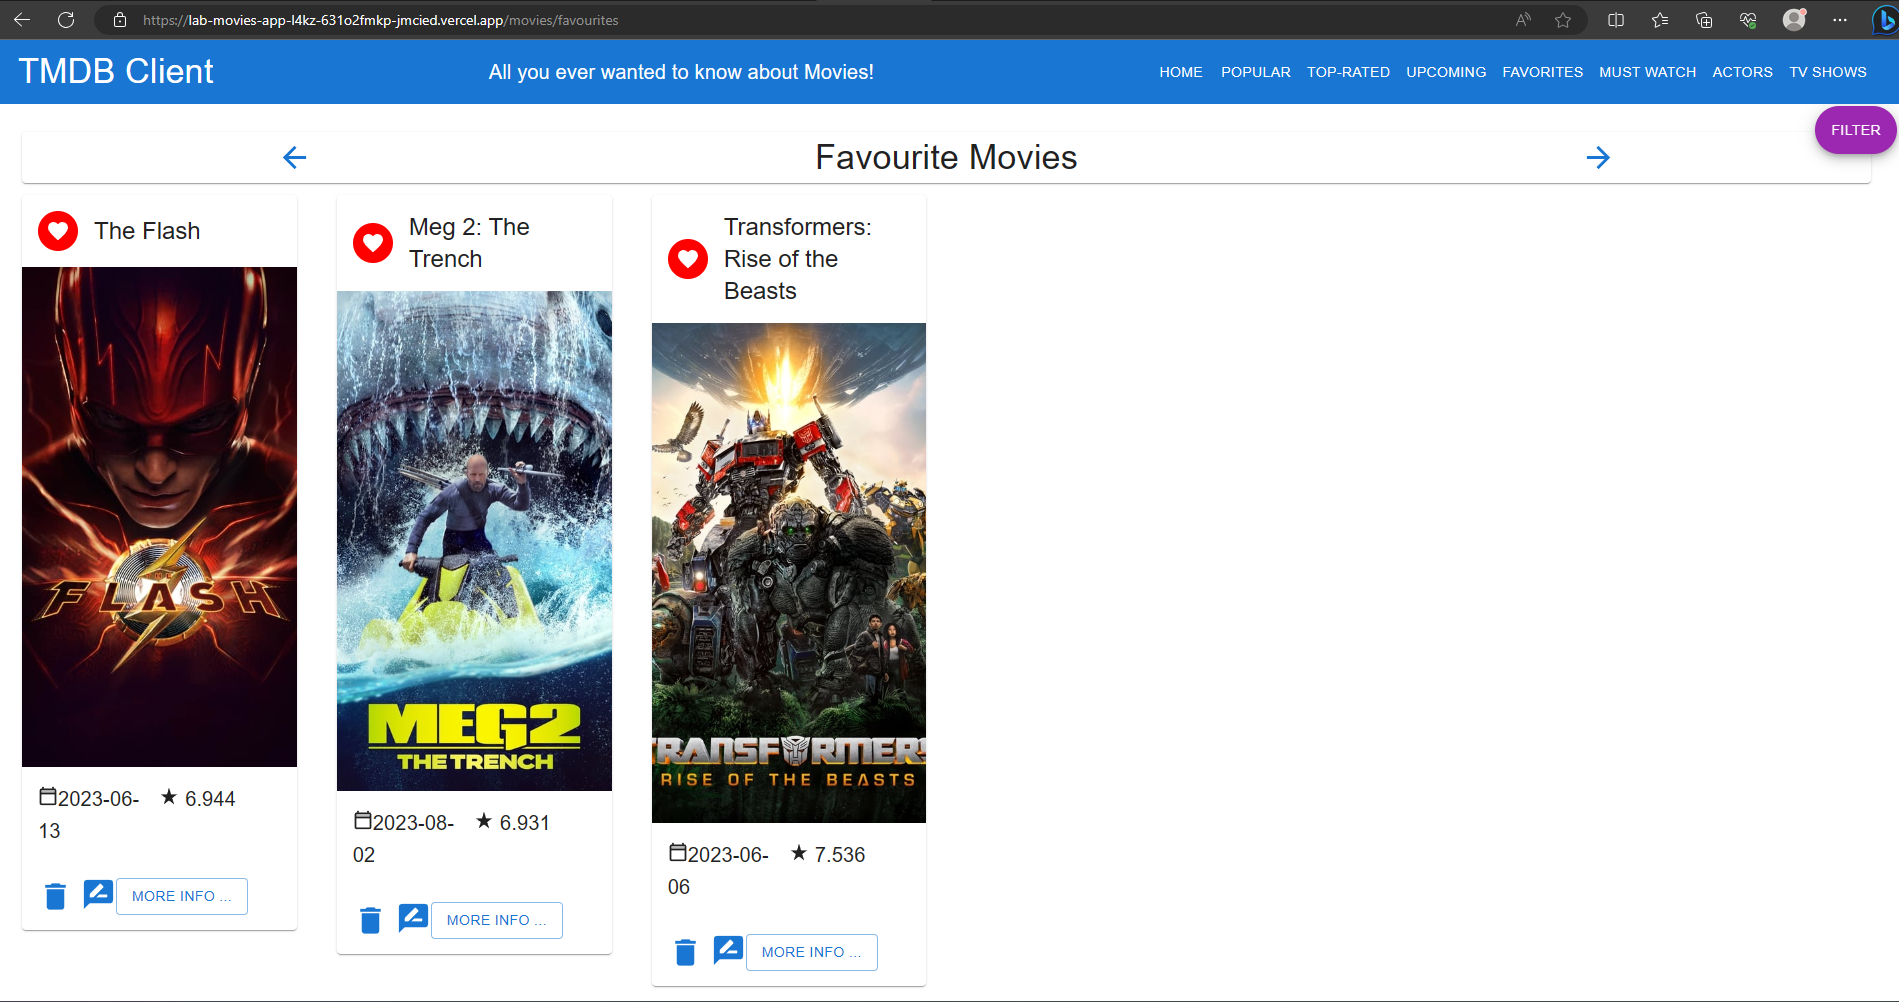 https://lab-movies-app-l4kz-631o2fmkp-jmcied.vercel.app/movies/favourites
TMDB Client
All you ever wanted to know about Movies!
HOME POPULAR TOP-RATED UPCOMING FAVORITES MUST WATCH ACTORS TV SHOWS
FILTER
Favourite Movies
The Flash
THE
FLASH
2023-06-
13
6.944
MORE INFO ...
Meg 2: The
Trench
MEG2
THE TRENCH
2023-08-
02
6.931
MORE INFO ...
Transformers:
Rise of the
Beasts
TRANSFORMERS
RISE OF THE BEASTS
2023-06-
06
7.536
MORE INFO ...